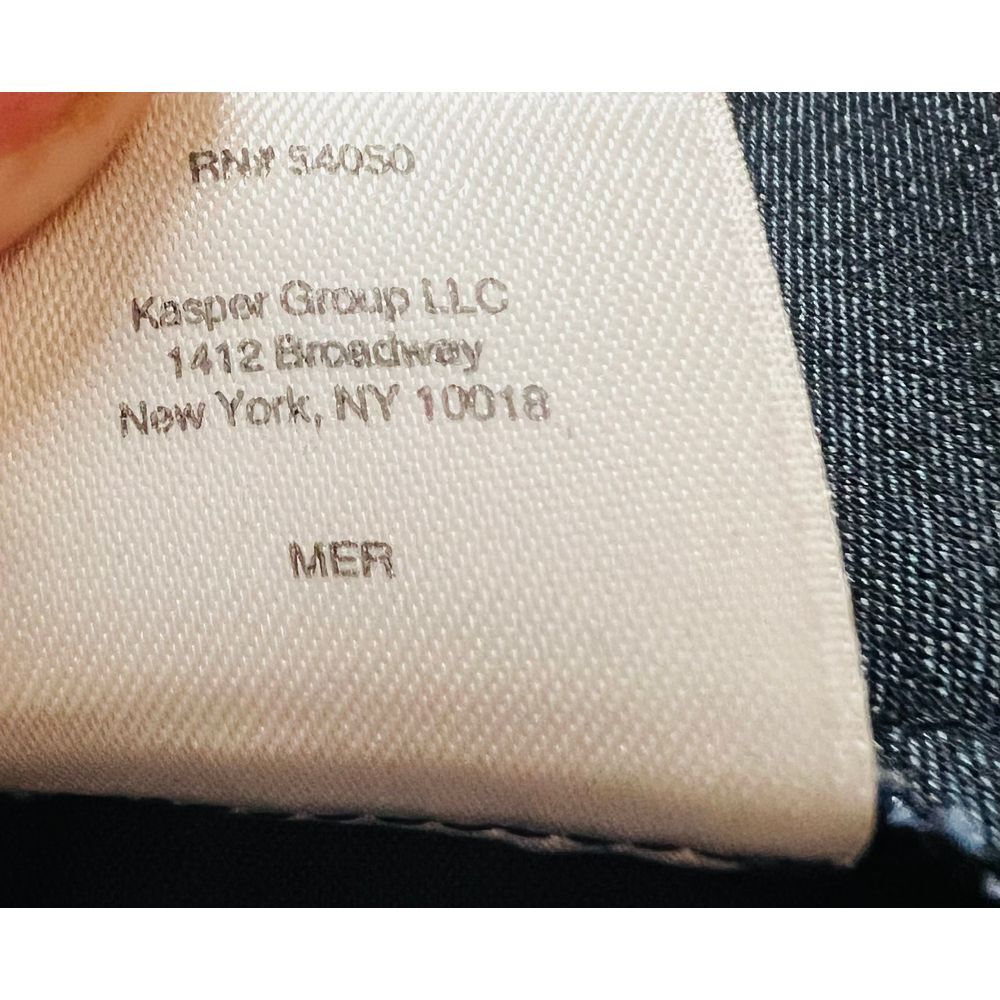 RN# 54050
Kasper Group LLC
1412 Broadway
New York, NY 10018
MER